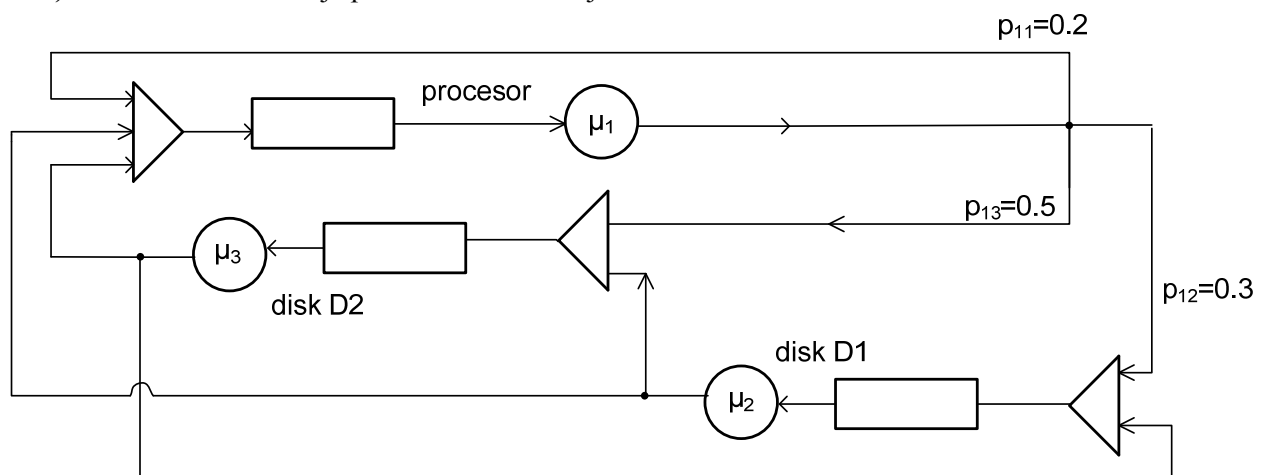 p₁₁=0.2
procesor
μ₁
p₁₃=0.5
μ₃
p₁₂=0.3
disk D2
disk D1
μ₂